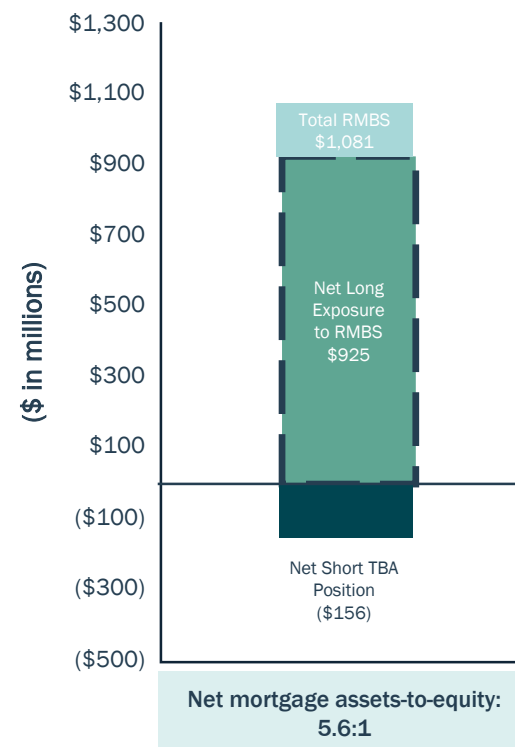 $1,300
$1,100
$900
$700
$500
$300
$100
($100)
($300)
($500)
($ in millions)
Total RMBS
$1,081
Net Long
Exposure
to RMBS
$925
Net Short TBA
Position
($156)
Net mortgage assets-to-equity:
5.6:1